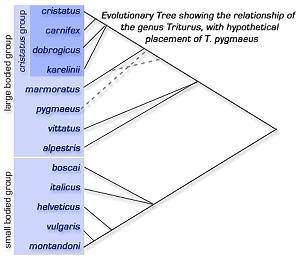 Evolutionary Tree showing the relationship of
the genus Triturus, with hypothetical
placement of T. pygmaeus
large bodied group
cristatus group
cristatus
carnifex
dobrogicus
karelinii
marmoratus
pygmaeus
vittatus
alpestris
small bodied group
boscai
italicus
helveticus
vulgaris
montandoni